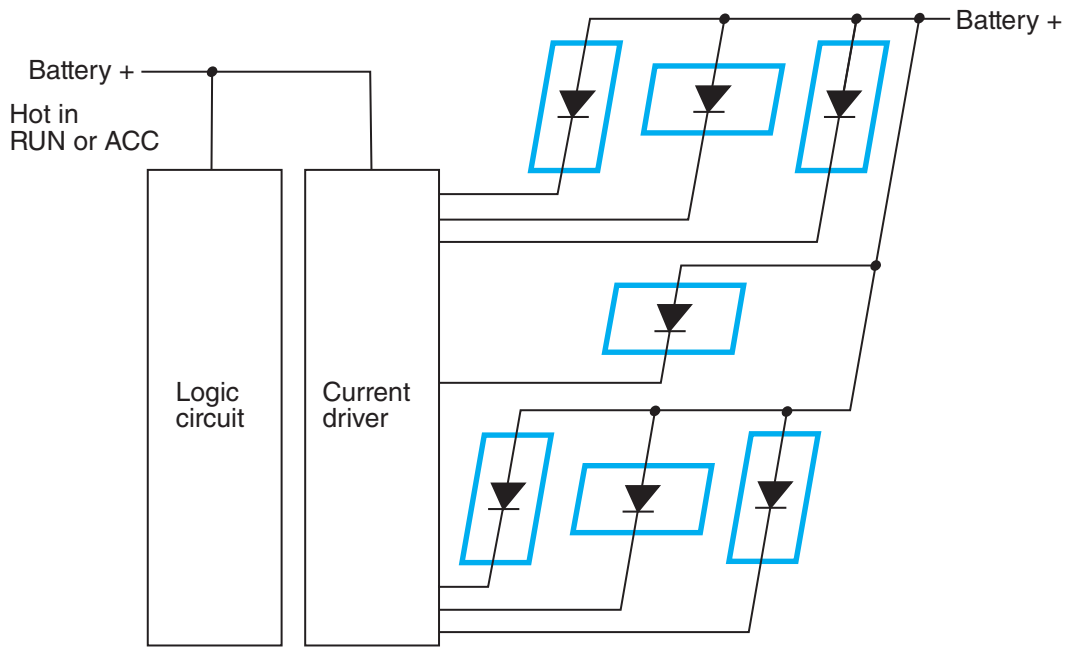 Battery +
Battery +
Hot in
RUN or ACC
Logic
circuit
Current
driver